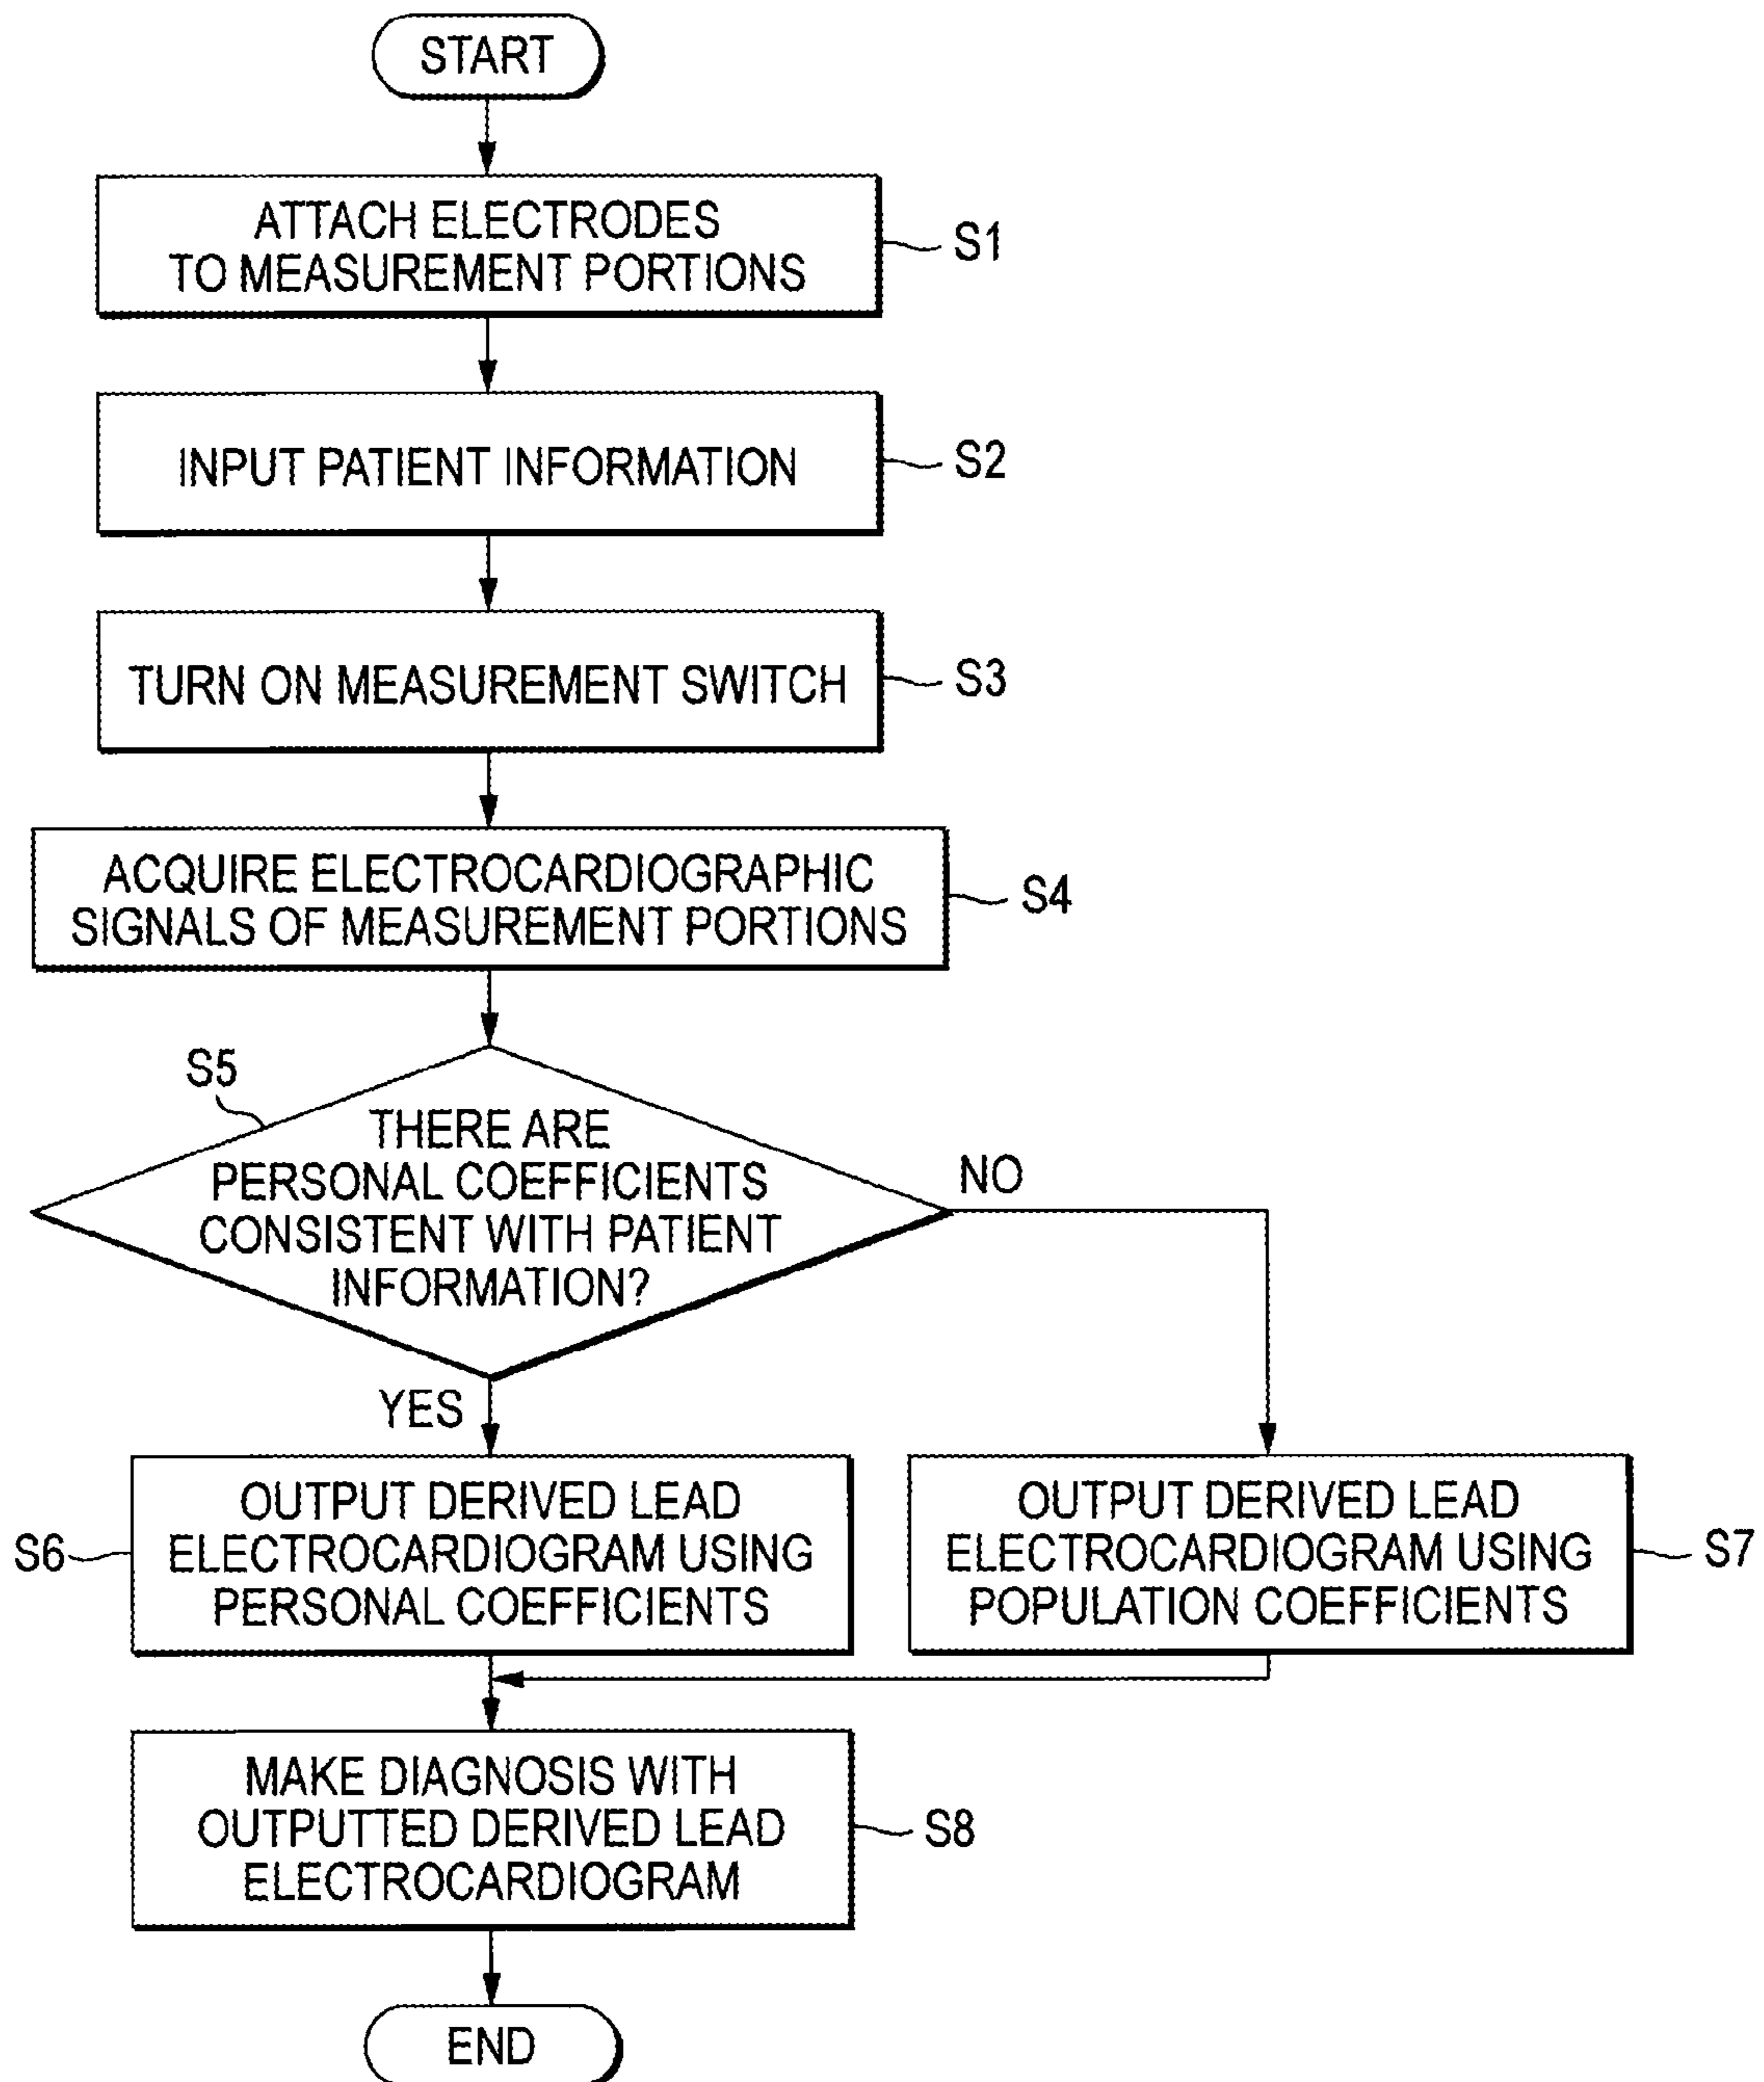 START
ATTACH ELECTRODES
TO MEASUREMENT PORTIONS
S1
INPUT PATIENT INFORMATION
S2
TURN ON MEASUREMENT SWITCH
S3
ACQUIRE ELECTROCARDIOGRAPHIC
SIGNALS OF MEASUREMENT PORTIONS
S4
S5
THERE ARE
PERSONAL COEFFICIENTS
CONSISTENT WITH PATIENT
INFORMATION?
NO
YES
S6
OUTPUT DERIVED LEAD
ELECTROCARDIOGRAM USING
PERSONAL COEFFICIENTS
OUTPUT DERIVED LEAD
ELECTROCARDIOGRAM USING
POPULATION COEFFICIENTS
S7
MAKE DIAGNOSIS WITH
OUTPUTTED DERIVED LEAD
ELECTROCARDIOGRAM
S8
END